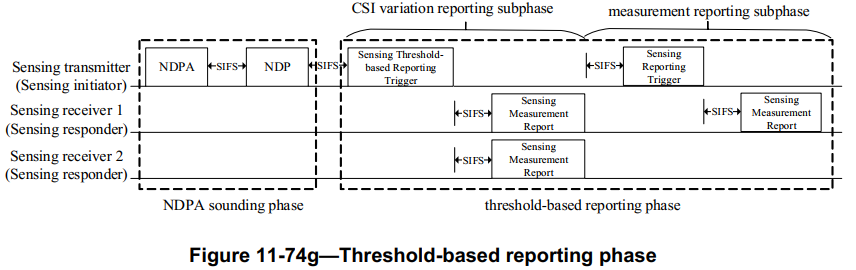 CSI variation reporting subphase
measurement reporting subphase
Sensing transmitter
(Sensing initiator)
NDPA
SIFS
NDP
SIFS
Sensing Threshold-
based Reporting
Trigger
SIFS
Sensing
Reporting
Trigger
Sensing receiver 1
(Sensing responder)
SIFS
Sensing
Measurement
Report
SIFS
Sensing
Measurement
Report
Sensing receiver 2
(Sensing responder)
SIFS
Sensing
Measurement
Report
NDPA sounding phase
threshold-based reporting phase
Figure 11-74g—Threshold-based reporting phase